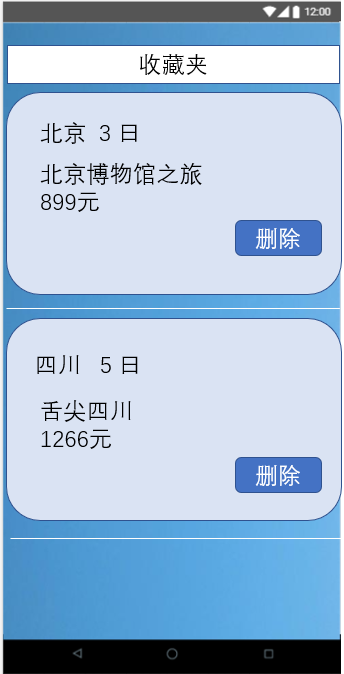 12:00
收藏夹
北京 3 日
北京博物馆之旅
899元
删除
四川 5 日
舌尖四川
1266元
删除